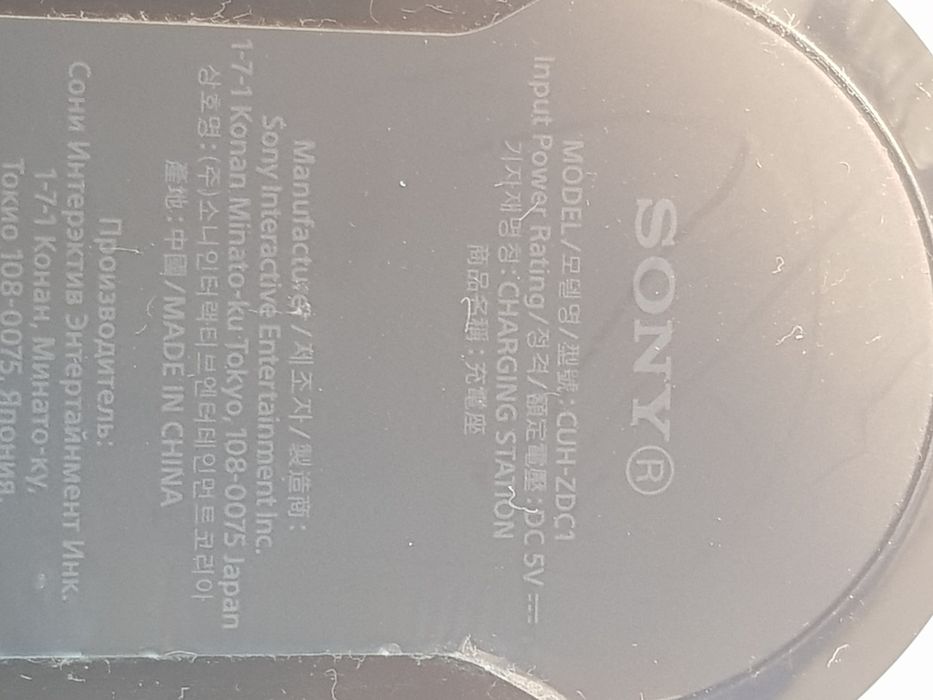 SONY®
MODEL/모델명/型號: CUH-ZDC1
Input Power Rating/정격/額定電壓: DC 5V ⎓
기자재명칭: CHARGING STATION
商品名稱: 充電座
Manufacturer/제조자/製造商:
Sony Interactive Entertainment Inc.
1-7-1 Konan Minato-ku Tokyo, 108-0075 Japan
상호명: (주)소니인터랙티브엔터테인먼트코리아
產地: 中國/MADE IN CHINA
Производитель:
Сони Интерэктив Энтертайнмент Инк.
1-7-1 Конан, Минато-ку,
Токио 108-0075, Япония